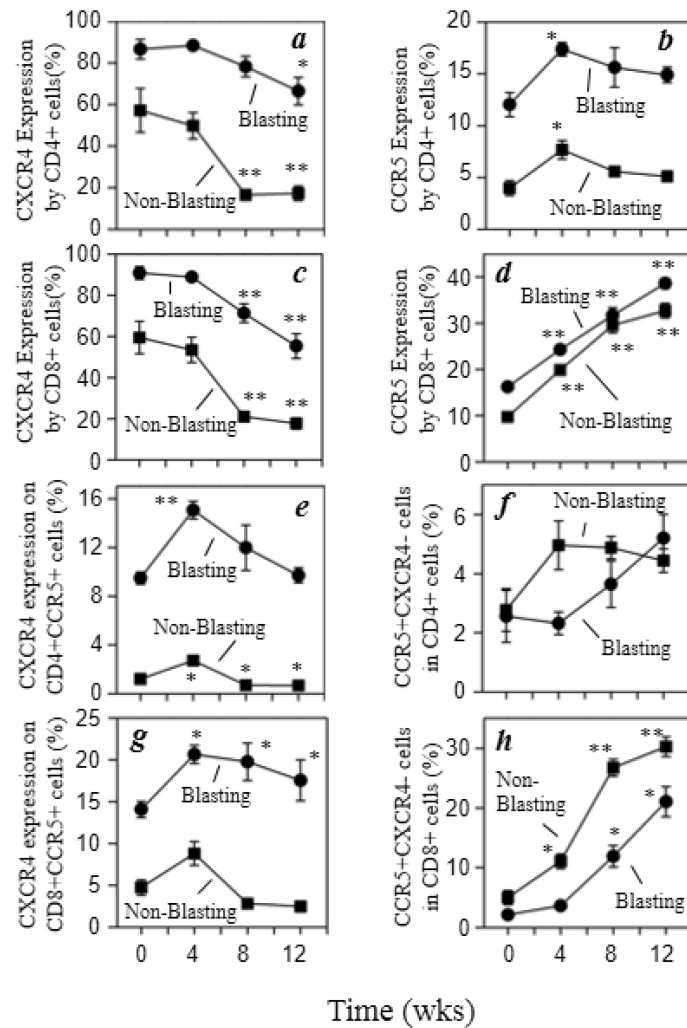 CXCR4 Expression
by CD4+ cells(%)
100
80
60
40
20
0
a
*
Blasting
**
**
Non-Blasting
CCR5 Expression
by CD4+ cells(%)
20
15
10
5
0
b
*
Blasting
*
Non-Blasting
CXCR4 Expression
by CD8+ cells(%)
100
80
60
40
20
0
c
Blasting
**
**
Non-Blasting
**
**
CCR5 Expression
by CD8+ cells(%)
40
30
20
10
0
d
**
Blasting
**
**
**
**
**
Non-Blasting
CXCR4 expression on
CD4+CCR5+ cells (%)
16
12
8
4
0
e
**
Blasting
Non-Blasting
*
*
*
CCR5+CXCR4- cells
in CD4+ cells (%)
6
4
2
0
f
Non-Blasting
Blasting
CXCR4 expression on
CD8+CCR5+ cells (%)
25
20
15
10
5
0
g
*
*
*
Blasting
Non-Blasting
0
4
8
12
CCR5+CXCR4- cells
in CD8+ cells (%)
30
20
10
0
h
**
**
Non-
Blasting
*
*
*
Blasting
0
4
8
12
Time (wks)